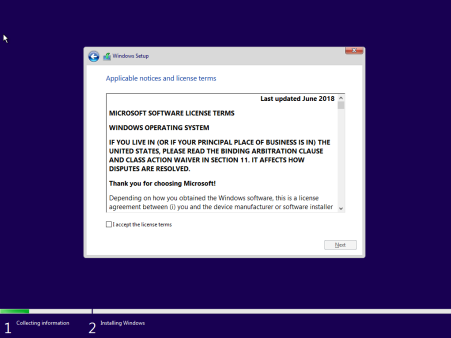 Windows Setup
Applicable notices and license terms
Last updated June 2018
MICROSOFT SOFTWARE LICENSE TERMS
WINDOWS OPERATING SYSTEM
IF YOU LIVE IN (OR IF YOUR PRINCIPAL PLACE OF BUSINESS IS IN) THE
UNITED STATES, PLEASE READ THE BINDING ARBITRATION CLAUSE
AND CLASS ACTION WAIVER IN SECTION 11. IT AFFECTS HOW
DISPUTES ARE RESOLVED.
Thank you for choosing Microsoft!
Depending on how you obtained the Windows software, this is a license
agreement between (i) you and the device manufacturer or software installer
I accept the license terms
Next
1 Collecting information
2 Installing Windows